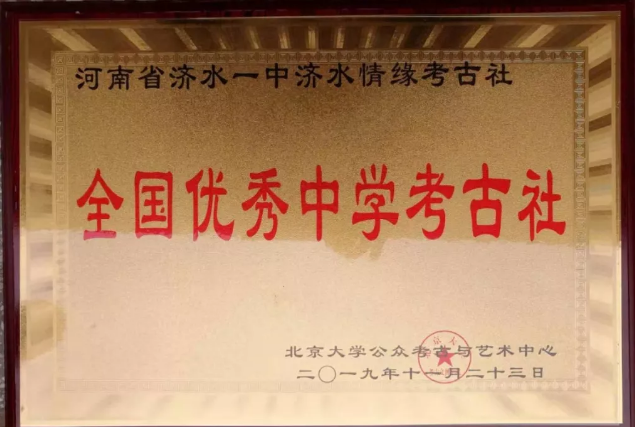 河南省济水一中济水情缘考古社
全国优秀中学考古社
北京大学公众考古与艺术中心
二〇一九年十一月二十三日